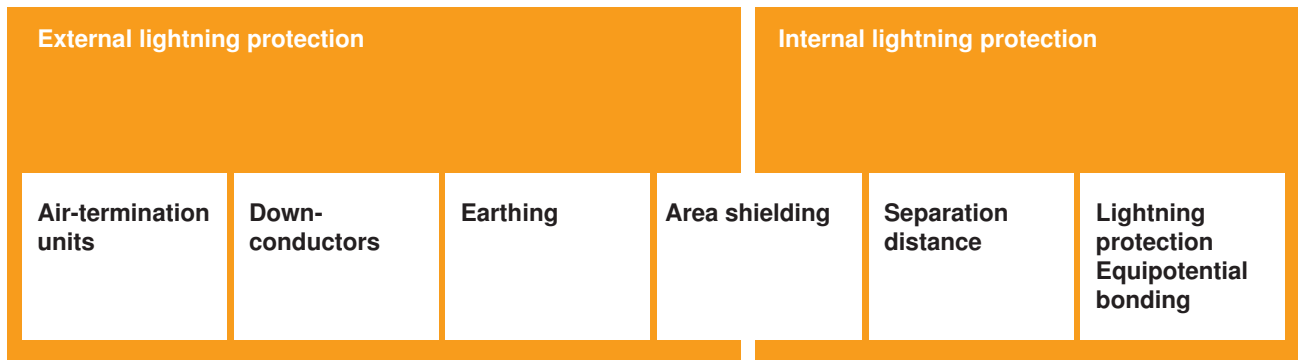 External lightning protection
Internal lightning protection
Air-termination
units
Down-
conductors
Earthing
Area shielding
Separation
distance
Lightning
protection
Equipotential
bonding